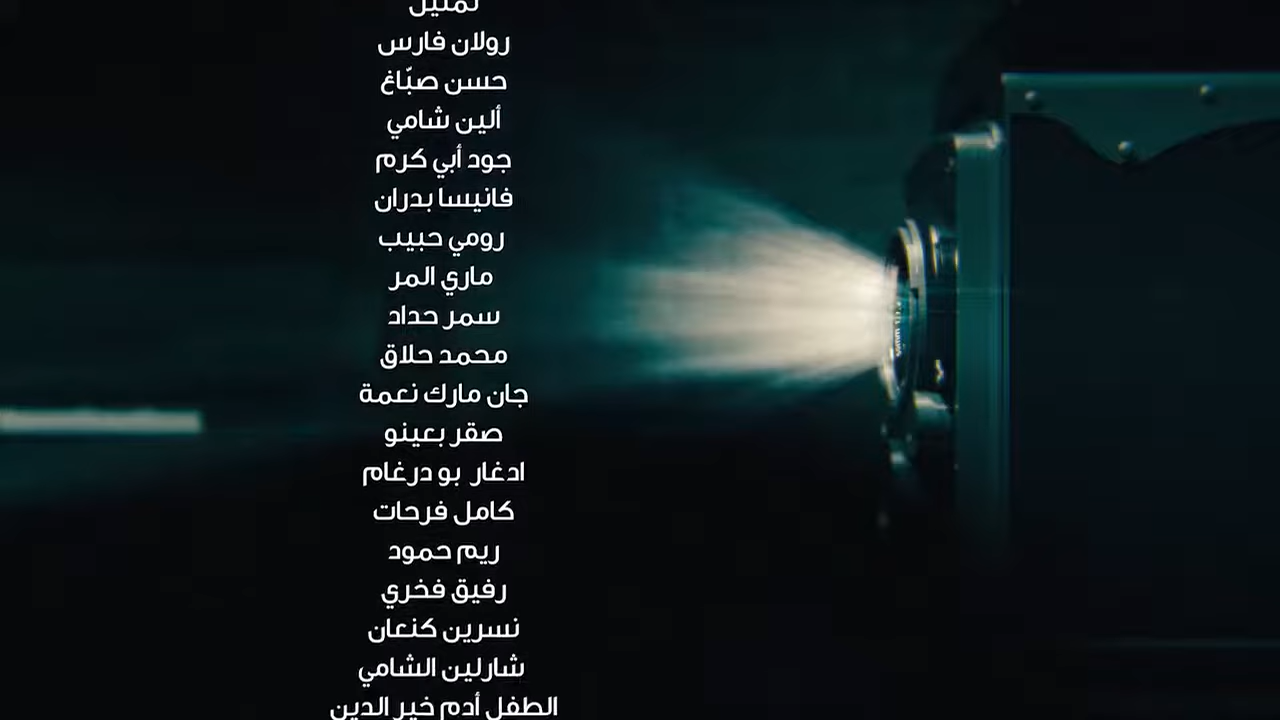 تمثيل
رولان فارس
حسن صبّاغ
ألين شامي
جود أبي كرم
فانيسا بدران
رومي حبيب
ماري المر
سمر حداد
محمد حلاق
جان مارك نعمة
صقر بعينو
ادغار بو درغام
كامل فرحات
ريم حمود
رفيق فخري
نسرين كنعان
شارلين الشامي
الطفل أدم خير الدين